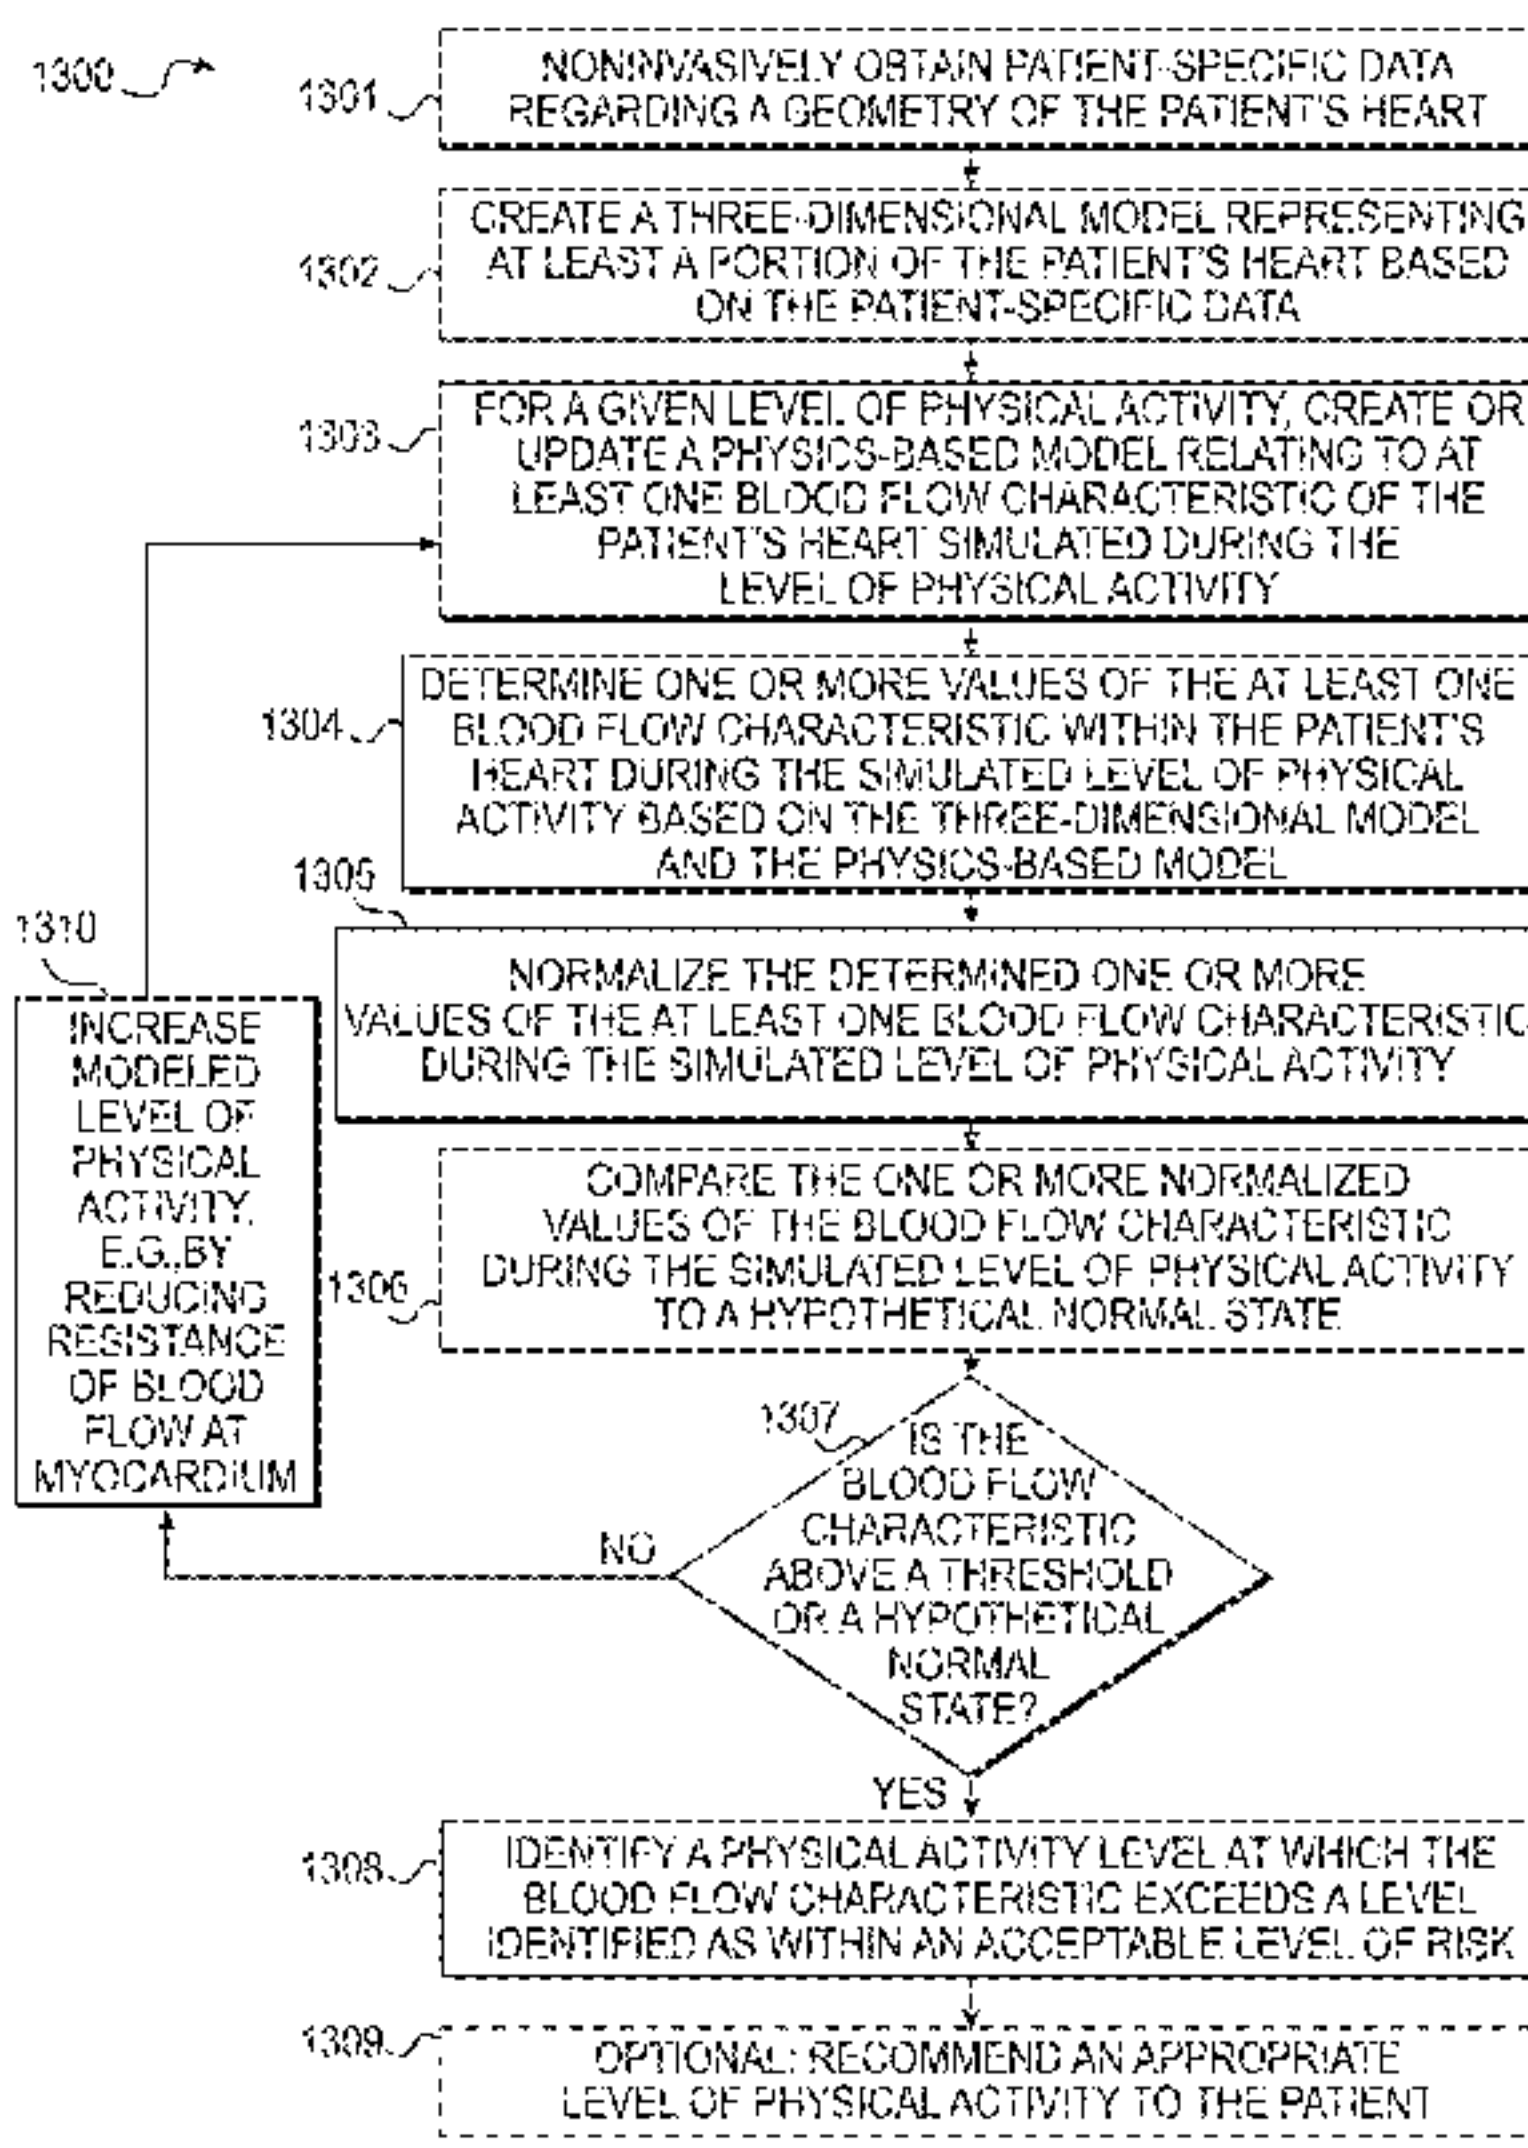 1300
1301
NONINVASIVELY OBTAIN PATIENT-SPECIFIC DATA
REGARDING A GEOMETRY OF THE PATIENT'S HEART
1302
CREATE A THREE-DIMENSIONAL MODEL REPRESENTING
AT LEAST A PORTION OF THE PATIENT'S HEART BASED
ON THE PATIENT-SPECIFIC DATA
1303
FOR A GIVEN LEVEL OF PHYSICAL ACTIVITY, CREATE OR
UPDATE A PHYSICS-BASED MODEL RELATING TO AT
LEAST ONE BLOOD FLOW CHARACTERISTIC OF THE
PATIENT'S HEART SIMULATED DURING THE
LEVEL OF PHYSICAL ACTIVITY
1304
DETERMINE ONE OR MORE VALUES OF THE AT LEAST ONE
BLOOD FLOW CHARACTERISTIC WITHIN THE PATIENT'S
HEART DURING THE SIMULATED LEVEL OF PHYSICAL
ACTIVITY BASED ON THE THREE-DIMENSIONAL MODEL
AND THE PHYSICS-BASED MODEL
1305
NORMALIZE THE DETERMINED ONE OR MORE
VALUES OF THE AT LEAST ONE BLOOD FLOW CHARACTERISTIC
DURING THE SIMULATED LEVEL OF PHYSICAL ACTIVITY
1306
COMPARE THE ONE OR MORE NORMALIZED
VALUES OF THE BLOOD FLOW CHARACTERISTIC
DURING THE SIMULATED LEVEL OF PHYSICAL ACTIVITY
TO A HYPOTHETICAL NORMAL STATE
1307
IS THE
BLOOD FLOW
CHARACTERISTIC
ABOVE A THRESHOLD
OR A HYPOTHETICAL
NORMAL
STATE?
NO
1310
INCREASE
MODELED
LEVEL OF
PHYSICAL
ACTIVITY,
E.G.,BY
REDUCING
RESISTANCE
OF BLOOD
FLOW AT
MYOCARDIUM
YES
1308
IDENTIFY A PHYSICAL ACTIVITY LEVEL AT WHICH THE
BLOOD FLOW CHARACTERISTIC EXCEEDS A LEVEL
IDENTIFIED AS WITHIN AN ACCEPTABLE LEVEL OF RISK
1309
OPTIONAL: RECOMMEND AN APPROPRIATE
LEVEL OF PHYSICAL ACTIVITY TO THE PATIENT